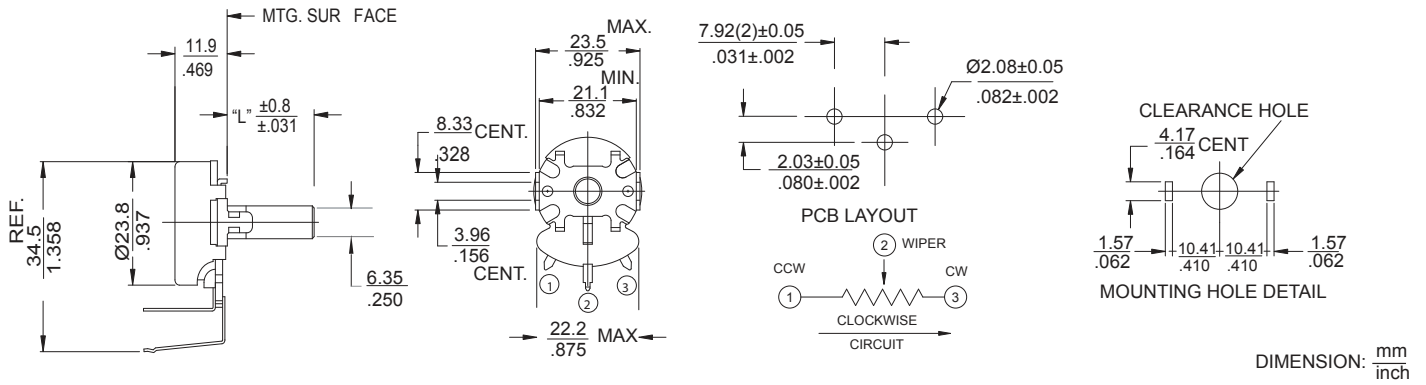 MTG. SUR FACE
11.9
.469
"L" ±0.8
±.031
REF.
34.5
1.358
Ø23.8
.937
6.35
.250
MAX.
23.5
.925
MIN.
21.1
.832
8.33 CENT.
.328
3.96
.156
CENT.
1
2
3
22.2 MAX
.875
7.92(2)±0.05
.031±.002
Ø2.08±0.05
.082±.002
2.03±0.05
.080±.002
PCB LAYOUT
2 WIPER
CCW
CW
1
3
CLOCKWISE
CIRCUIT
CLEARANCE HOLE
4.17 CENT
.164
1.57
.062
10.41
.410
10.41
.410
1.57
.062
MOUNTING HOLE DETAIL
DIMENSION: mm
inch